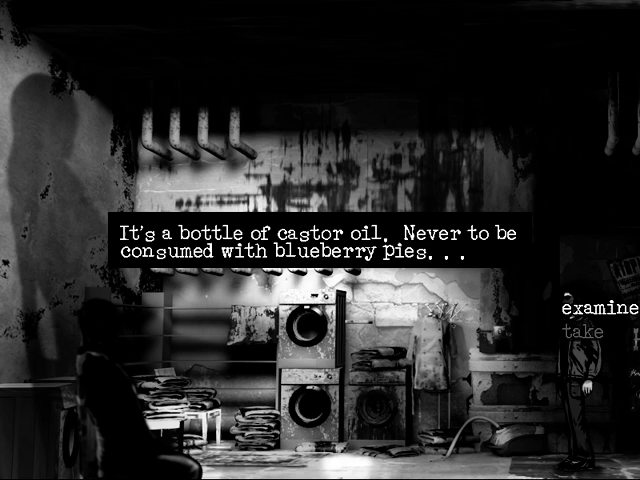 It's a bottle of castor oil. Never to be
consumed with blueberry pies...
examine
take